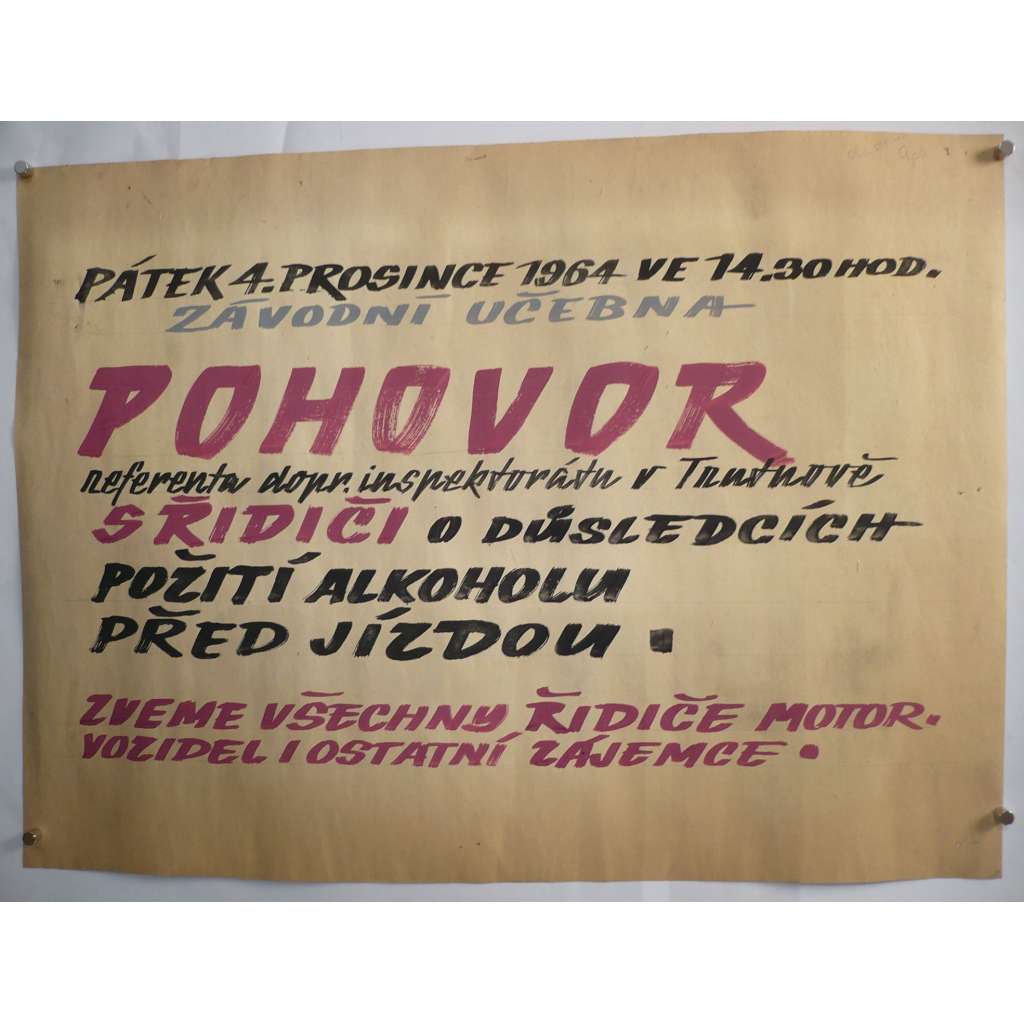 PÁTEK 4. PROSINCE 1964 VE 14.30 HOD.
ZÁVODNÍ UČEBNA
POHOVOR
referenta dopr. inspektorátu v Trutnově
S ŘIDIČI O DŮSLEDCÍCH
POŽITÍ ALKOHOLU
PŘED JÍZDOU.
ZVEME VŠECHNY ŘIDIČE MOTOR.
VOZIDEL I OSTATNÍ ZÁJEMCE.